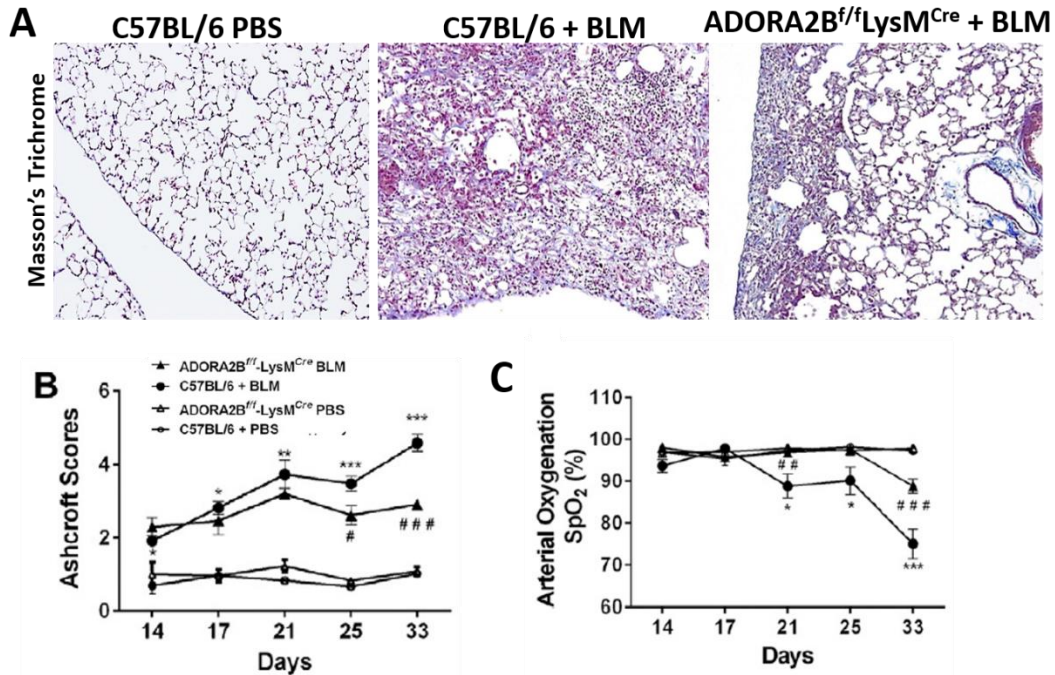 A
C57BL/6 PBS
C57BL/6 + BLM
ADORA2Bf/fLysMCre + BLM
Masson's Trichrome
B
ADORA2Bf/f-LysMCre BLM
C57BL/6 + BLM
ADORA2Bf/f-LysMCre PBS
C57BL/6 + PBS
Ashcroft Scores
6
4
2
0
*
*
**
***
***
#
# # #
14 17 21 25 33
Days
C
Arterial Oxygenation
SpO2 (%)
100
90
80
70
60
# #
*
*
# # #
***
14 17 21 25 33
Days